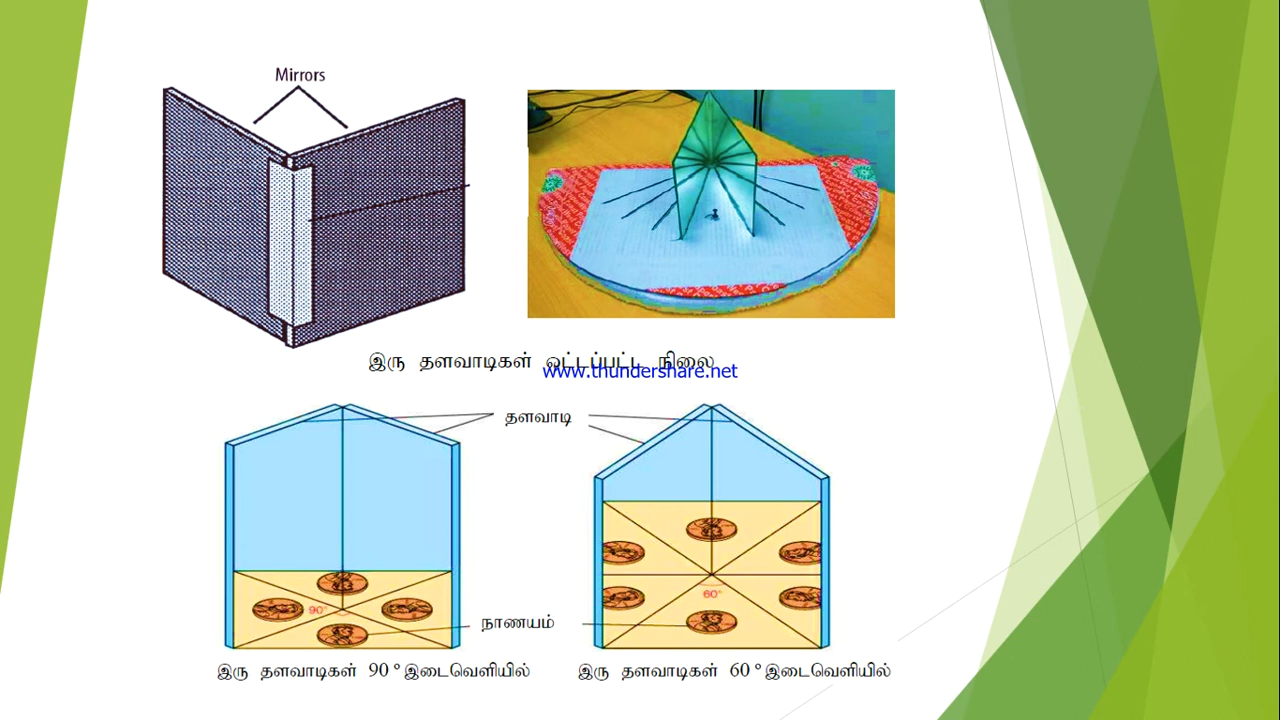 Mirrors
இரு தளவாடிகள் ஒட்டப்பட்ட நிலை
www.thundershare.net
தளவாடி
90°
60°
நாணயம்
இரு தளவாடிகள் 90 ° இடைவெளியில்
இரு தளவாடிகள் 60 ° இடைவெளியில்